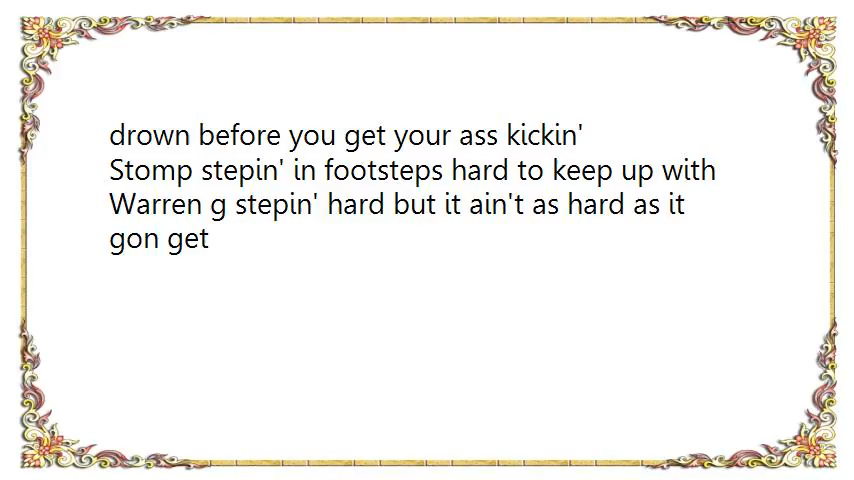 drown before you get your ass kickin'
Stomp stepin' in footsteps hard to keep up with
Warren g stepin' hard but it ain't as hard as it
gon get